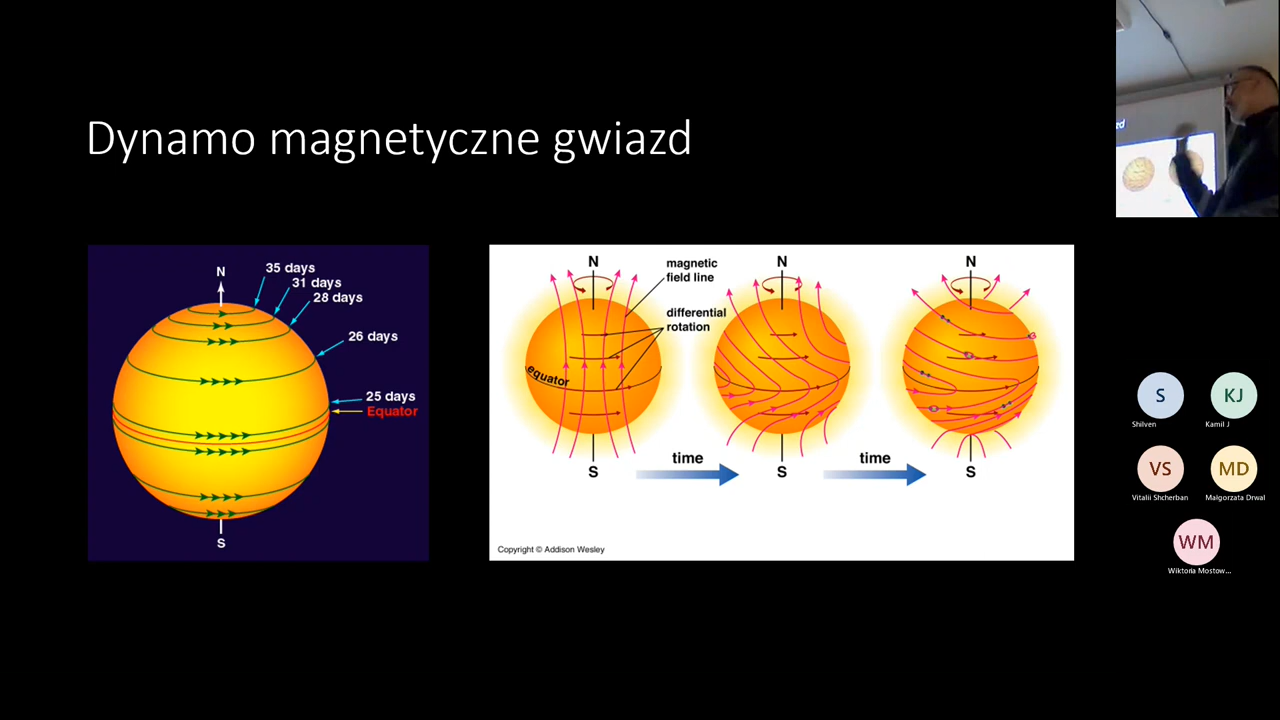 Dynamo magnetyczne gwiazd
N
35 days
31 days
28 days
26 days
25 days
Equator
S
N
magnetic
field line
differential
rotation
equator
S
time
N
S
time
N
S
Copyright © Addison Wesley
S
Shilven
KJ
Kamil J
VS
Vitalii Shcherban
MD
Małgorzata Drwal
WM
Wiktoria Mostow...